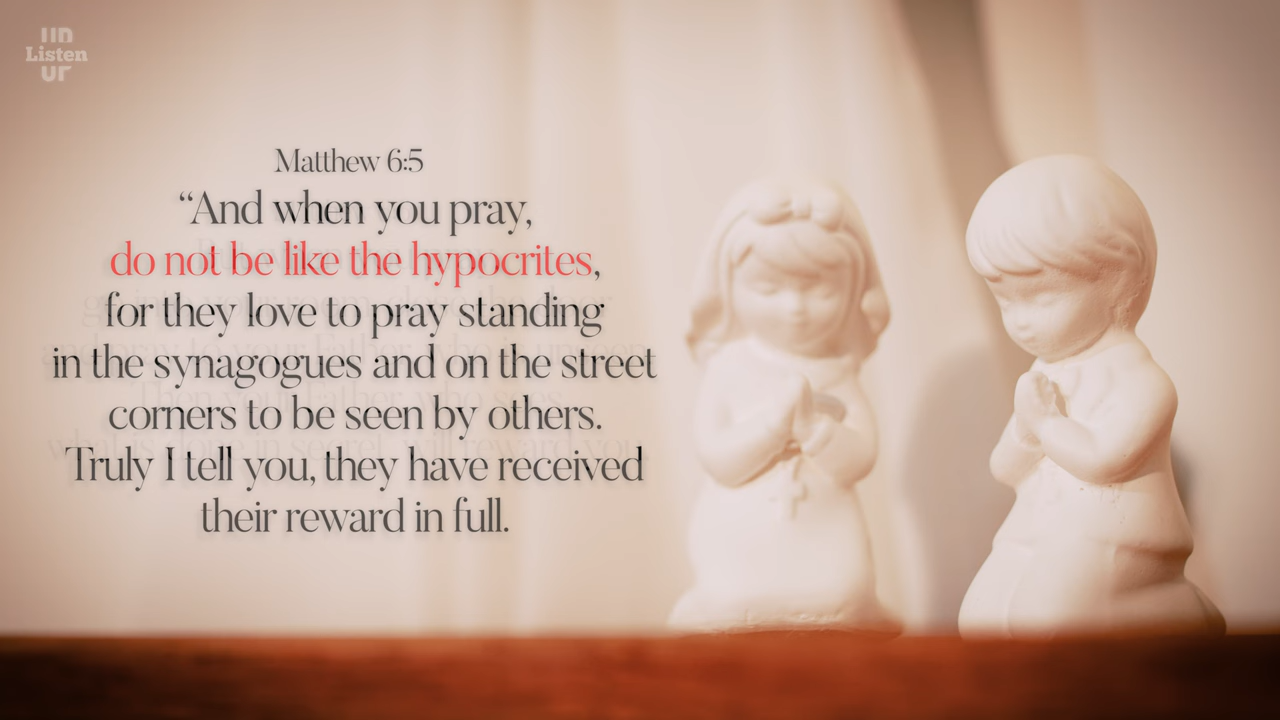 Listen
Matthew 6:5
“And when you pray,
do not be like the hypocrites,
for they love to pray standing
in the synagogues and on the street
corners to be seen by others.
Truly I tell you, they have received
their reward in full.